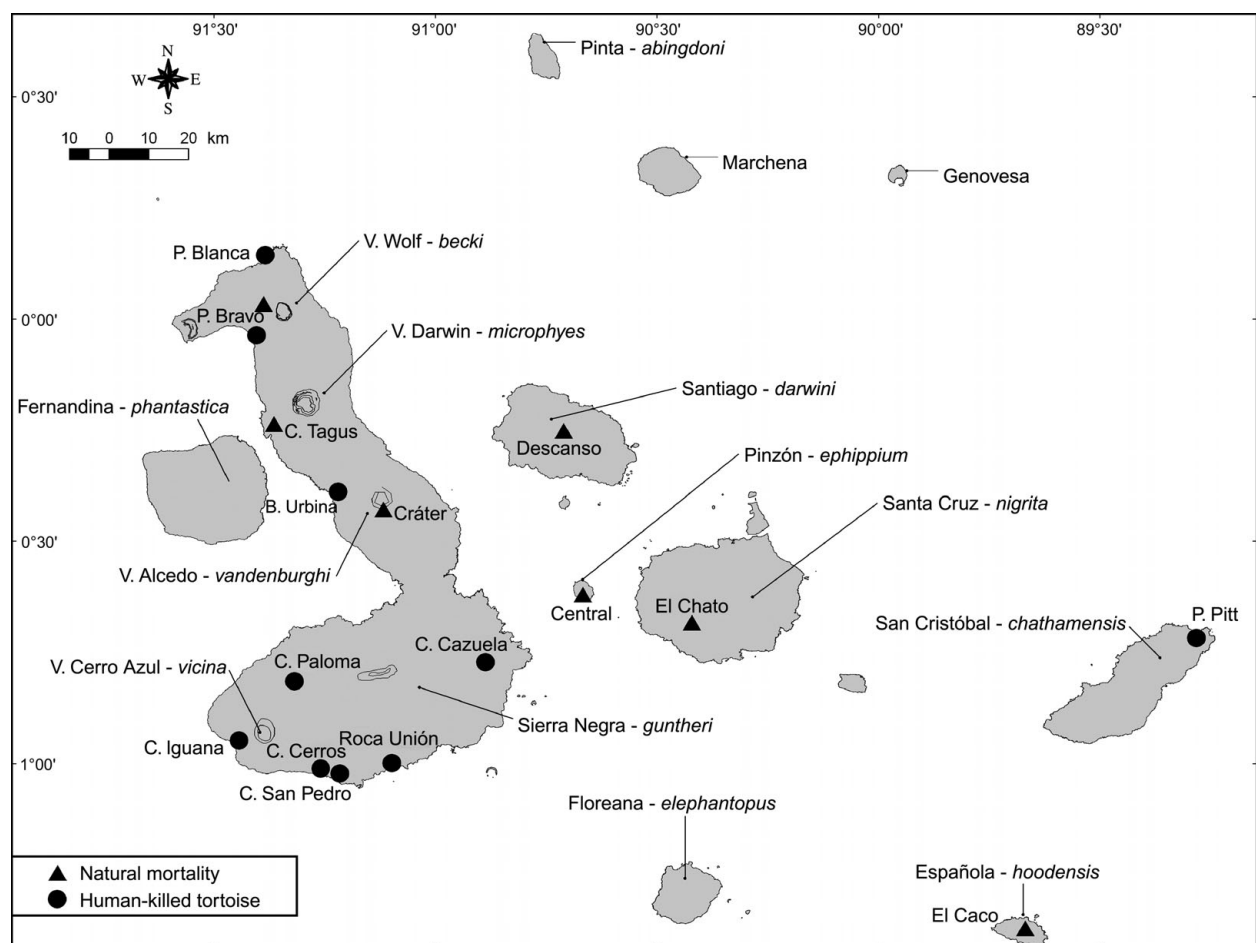 91°30'
91°00'
90°30'
90°00'
89°30'
N
W
E
S
0°30'
10 0 10 20 km
Pinta - abingdoni
Marchena
Genovesa
P. Blanca
V. Wolf - becki
P. Bravo
0°00'
V. Darwin - microphyes
Fernandina - phantastica
C. Tagus
Santiago - darwini
Descanso
Pinzón - ephippium
B. Urbina
Cráter
Santa Cruz - nigrita
0°30'
V. Alcedo - vandenburghi
Central
El Chato
San Cristóbal - chathamensis
P. Pitt
C. Cazuela
C. Paloma
V. Cerro Azul - vicina
Sierra Negra - guntheri
C. Iguana
C. Cerros
Roca Unión
1°00'
C. San Pedro
Floreana - elephantopus
Española - hoodensis
El Caco
Natural mortality
Human-killed tortoise